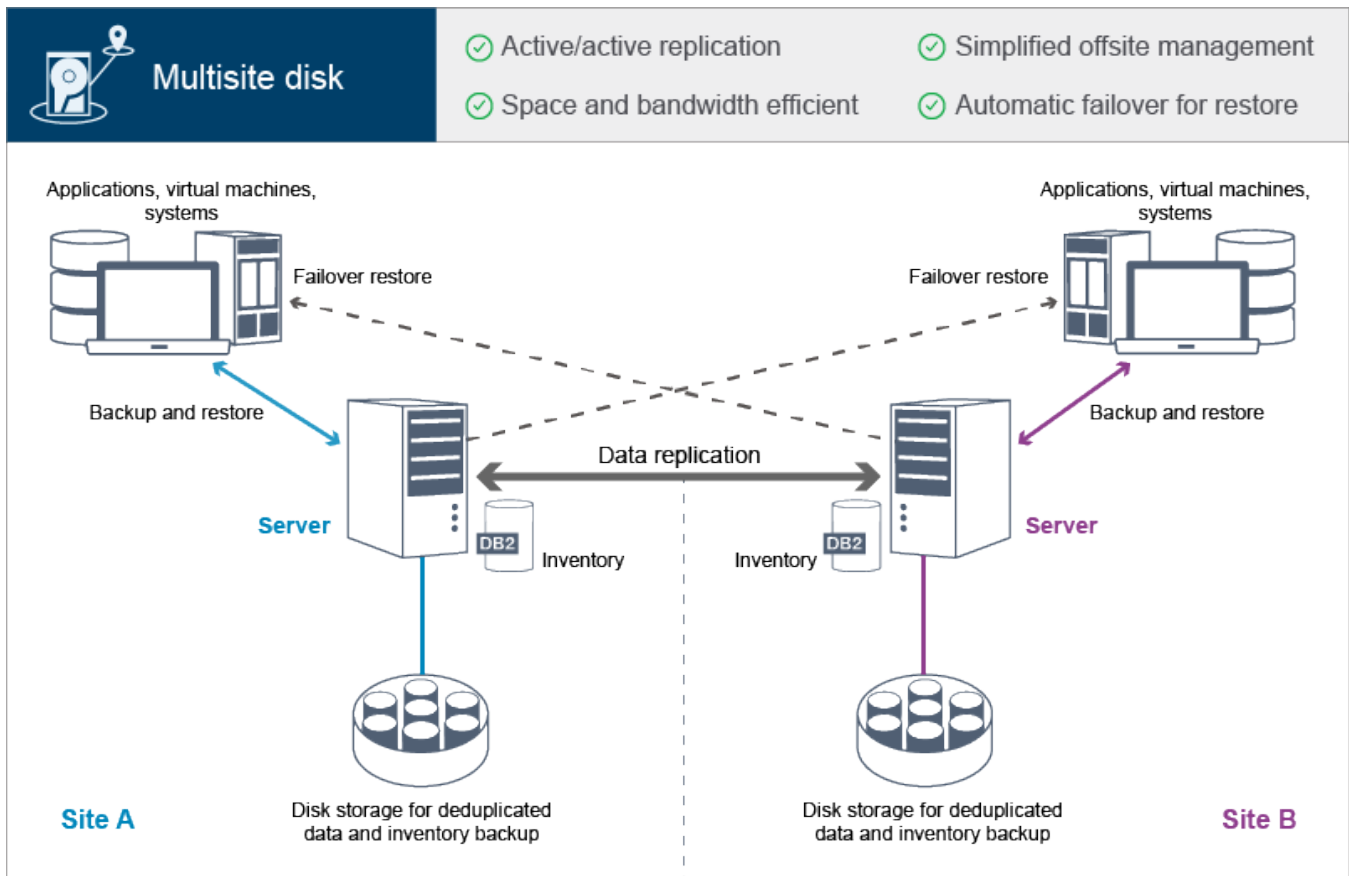 Multisite disk
Active/active replication
Simplified offsite management
Space and bandwidth efficient
Automatic failover for restore
Applications, virtual machines,
systems
Applications, virtual machines,
systems
Failover restore
Failover restore
Backup and restore
Backup and restore
Data replication
Server
Server
DB2
Inventory
Inventory
DB2
Disk storage for deduplicated
data and inventory backup
Disk storage for deduplicated
data and inventory backup
Site A
Site B